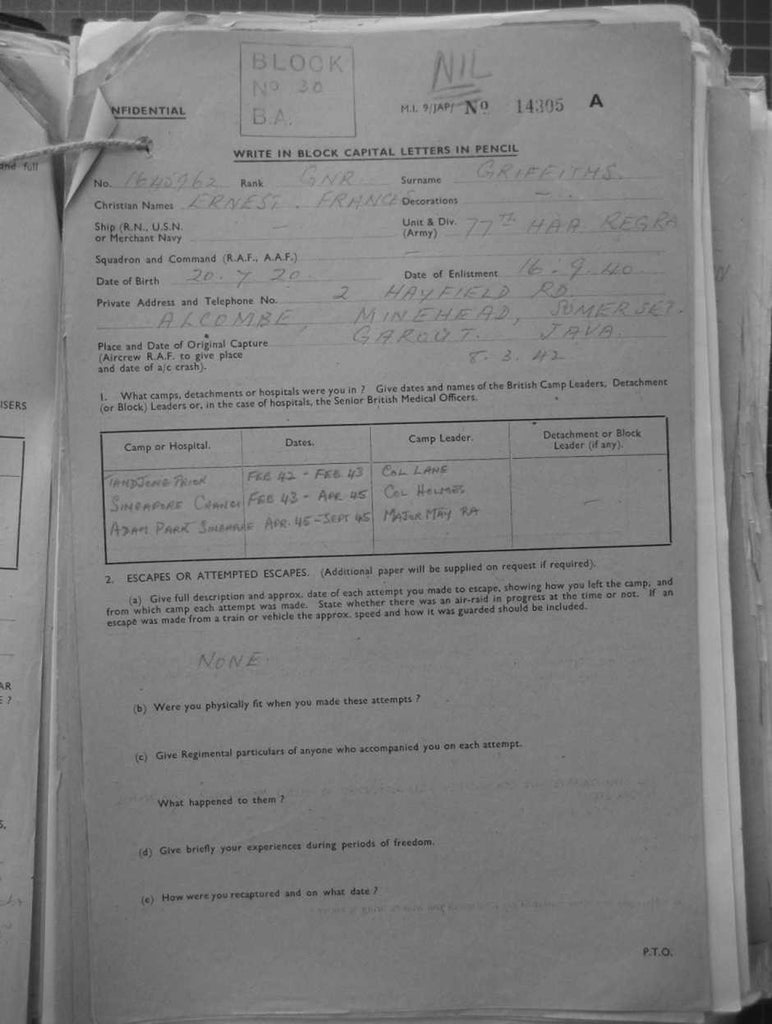 and full
ISERS
AR
E ?
S,
BLOCK
No 30
B.A.
NIL
NFIDENTIAL
M.I. 9/JAP/ No 14305 A
WRITE IN BLOCK CAPITAL LETTERS IN PENCIL
No. Rank GNR Surname GRIFFITHS.
Christian Names ERNEST. FRANCES Decorations —
Ship (R.N., U.S.N. or Merchant Navy —
Unit & Div. (Army) 77TH HAA REGRA
Squadron and Command (R.A.F., A.A.F.) —
Date of Birth 20. 7 20. Date of Enlistment 16. 9. 40.
Private Address and Telephone No. 2 HAYFIELD RD.
ALCOMBE, MINEHEAD, SOMERSET.
Place and Date of Original Capture GAROUT. JAVA.
(Aircrew R.A.F. to give place
and date of a/c crash). 8. 3. 42
1. What camps, detachments or hospitals were you in ? Give dates and names of the British Camp Leaders, Detachment
(or Block) Leaders or, in the case of hospitals, the Senior British Medical Officers.
Camp or Hospital. Dates. Camp Leader. Detachment or Block Leader (if any).
TANDJONG PRIOK FEB 42 - FEB 43 COL LANE
SINGAPORE CHANGI FEB 43 - APR 45 COL HOLMES —
ADAM PARK SINGAPORE APR. 45 - SEPT 45 MAJOR MAY RA
2. ESCAPES OR ATTEMPTED ESCAPES. (Additional paper will be supplied on request if required).
(a) Give full description and approx. date of each attempt you made to escape, showing how you left the camp, and
from which camp each attempt was made. State whether there was an air-raid in progress at the time or not. If an
escape was made from a train or vehicle the approx. speed and how it was guarded should be included.
NONE.
(b) Were you physically fit when you made these attempts ?
(c) Give Regimental particulars of anyone who accompanied you on each attempt.
What happened to them ?
(d) Give briefly your experiences during periods of freedom.
(e) How were you recaptured and on what date ?
P.T.O.